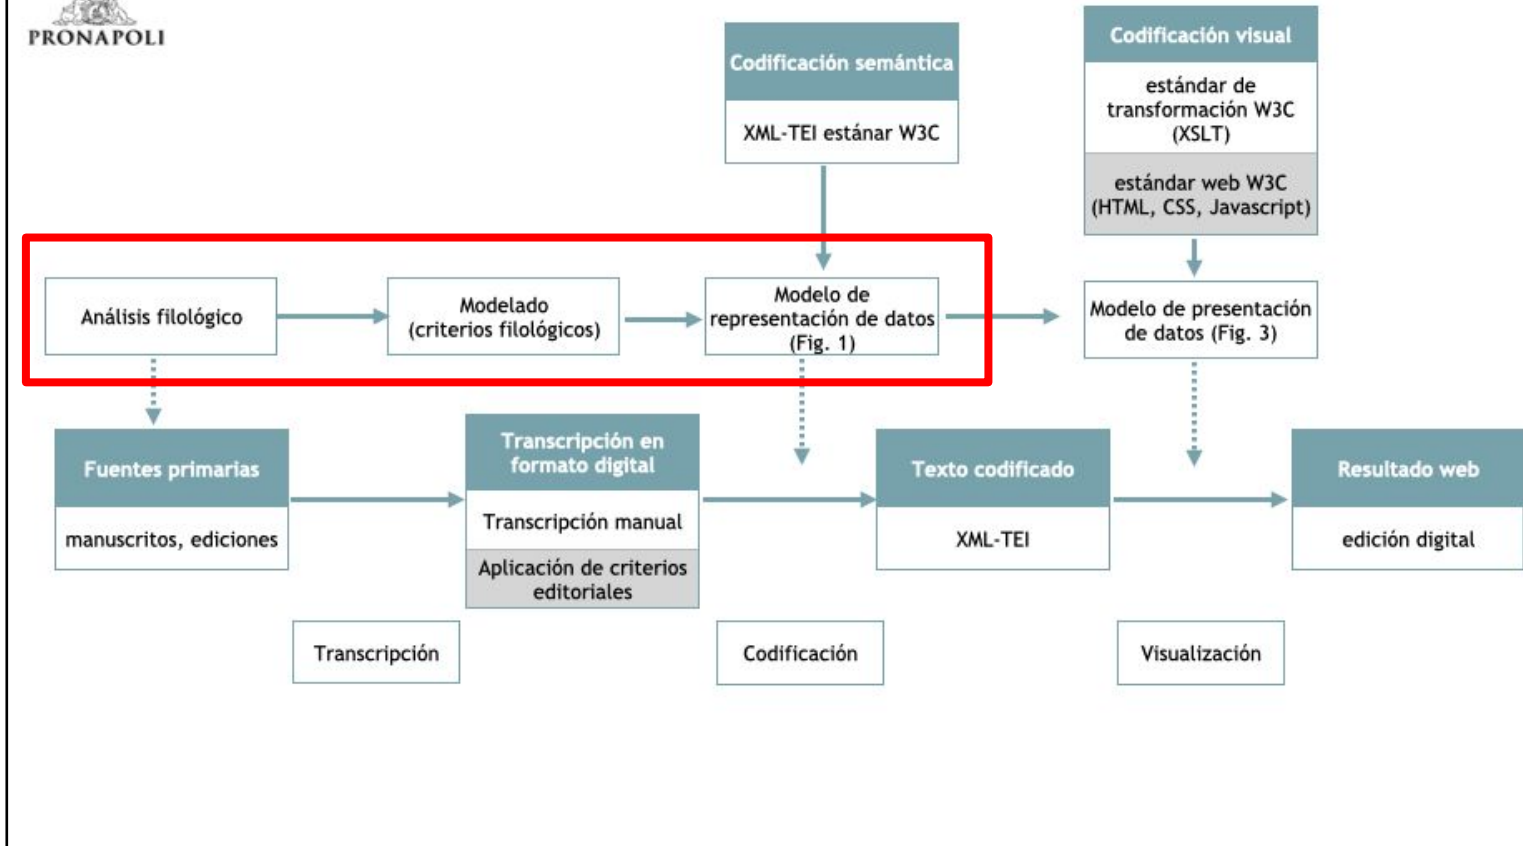 PRONAPOLI
Codificación semántica
XML-TEI estánar W3C
Codificación visual
estándar de
transformación W3C
(XSLT)
estándar web W3C
(HTML, CSS, Javascript)
Análisis filológico
Modelado
(criterios filológicos)
Modelo de
representación de datos
(Fig. 1)
Modelo de presentación
de datos (Fig. 3)
Fuentes primarias
manuscritos, ediciones
Transcripción en
formato digital
Transcripción manual
Aplicación de criterios
editoriales
Texto codificado
XML-TEI
Resultado web
edición digital
Transcripción
Codificación
Visualización